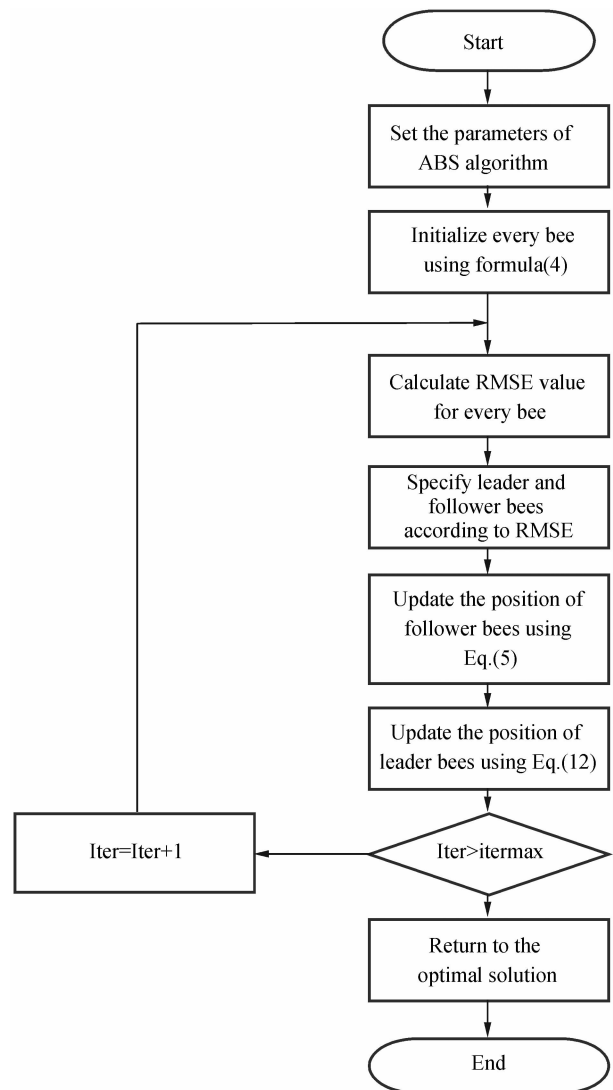 Start
Set the parameters of
ABS algorithm
Initialize every bee
using formula(4)
Calculate RMSE value
for every bee
Specify leader and
follower bees
according to RMSE
Update the position of
follower bees using
Eq.(5)
Update the position of
leader bees using Eq.(12)
Iter=Iter+1
Iter>itermax
Return to the
optimal solution
End